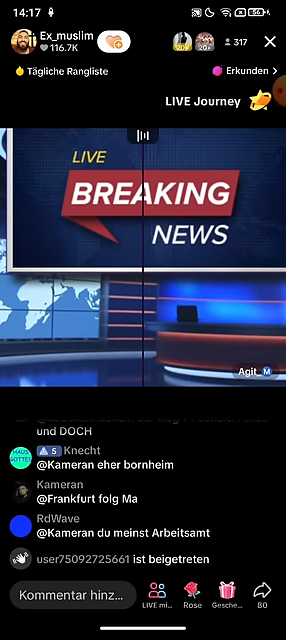 14:17
56
Ex_muslim
116.7K
20+
20+
317
Tägliche Rangliste
Erkunden >
LIVE Journey
LIVE
BREAKING
NEWS
Agit_M
und DOCH
5 Knecht
@Kameran eher bornheim
Kameran
@Frankfurt folg Ma
RdWave
@Kameran du meinst Arbeitsamt
user75092725661 ist beigetreten
Kommentar hinz...
LIVE mi...
Rose
Gesche...
80